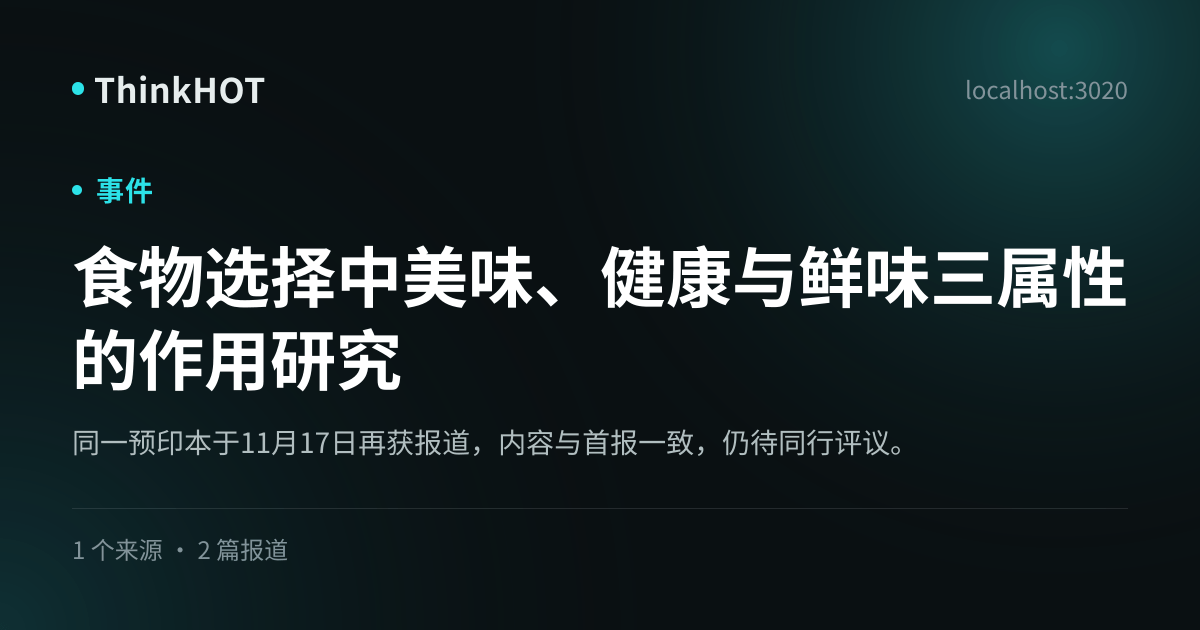 ThinkHOT
localhost:3020
事件
食物选择中美味、健康与鲜味三属性
的作用研究
同一预印本于11月17日再获报道，内容与首报一致，仍待同行评议。
1 个来源 · 2 篇报道